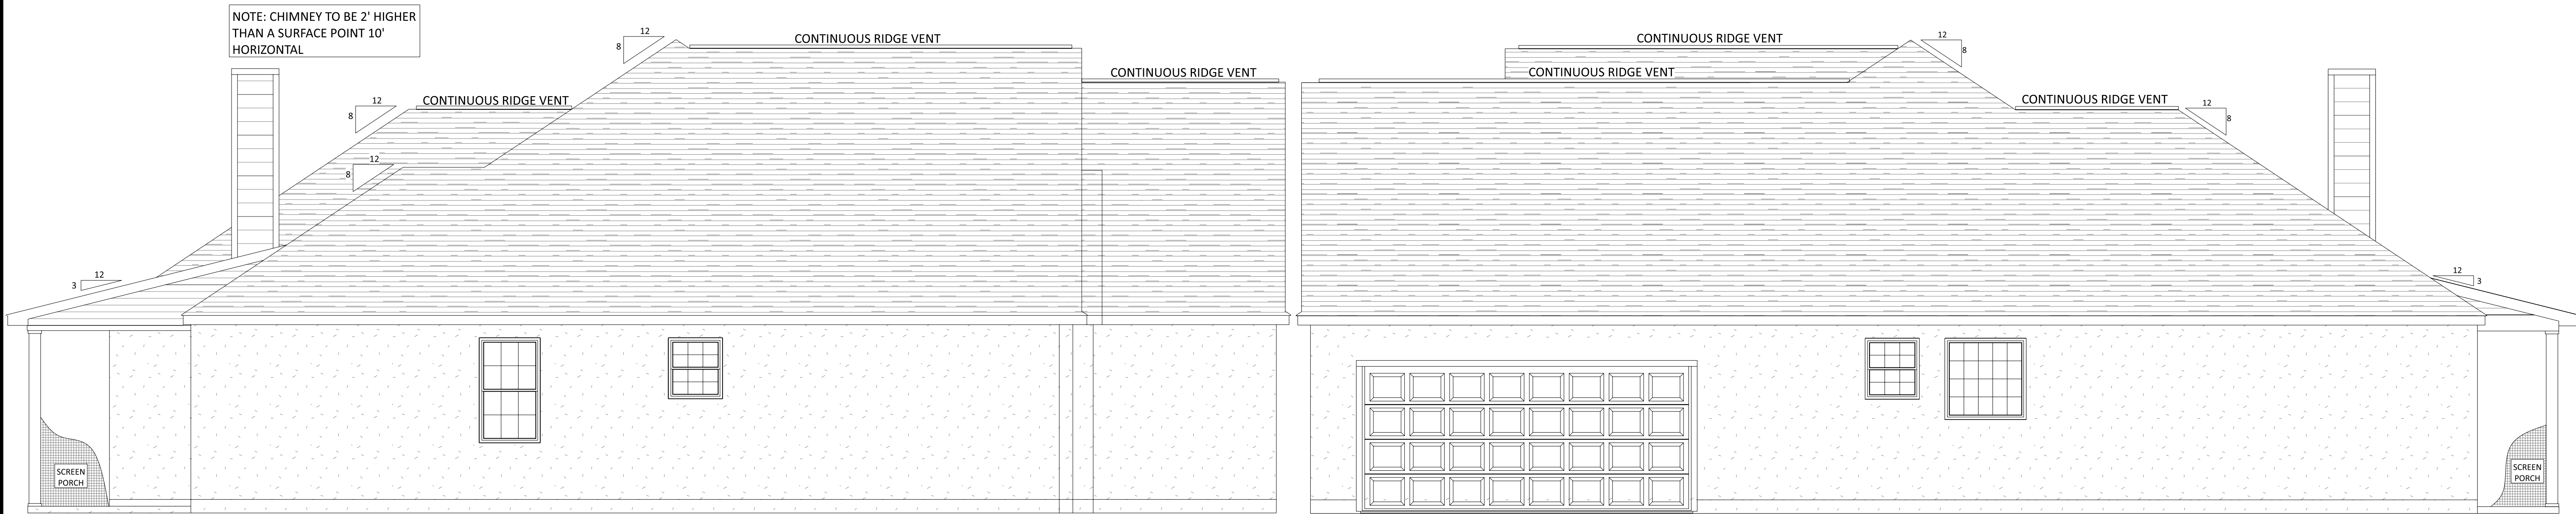 NOTE: CHIMNEY TO BE 2' HIGHER
THAN A SURFACE POINT 10'
HORIZONTAL
12
8
CONTINUOUS RIDGE VENT
CONTINUOUS RIDGE VENT
12
8
CONTINUOUS RIDGE VENT
12
8
12
3
SCREEN
PORCH
CONTINUOUS RIDGE VENT
12
8
CONTINUOUS RIDGE VENT
CONTINUOUS RIDGE VENT
12
8
12
3
SCREEN
PORCH